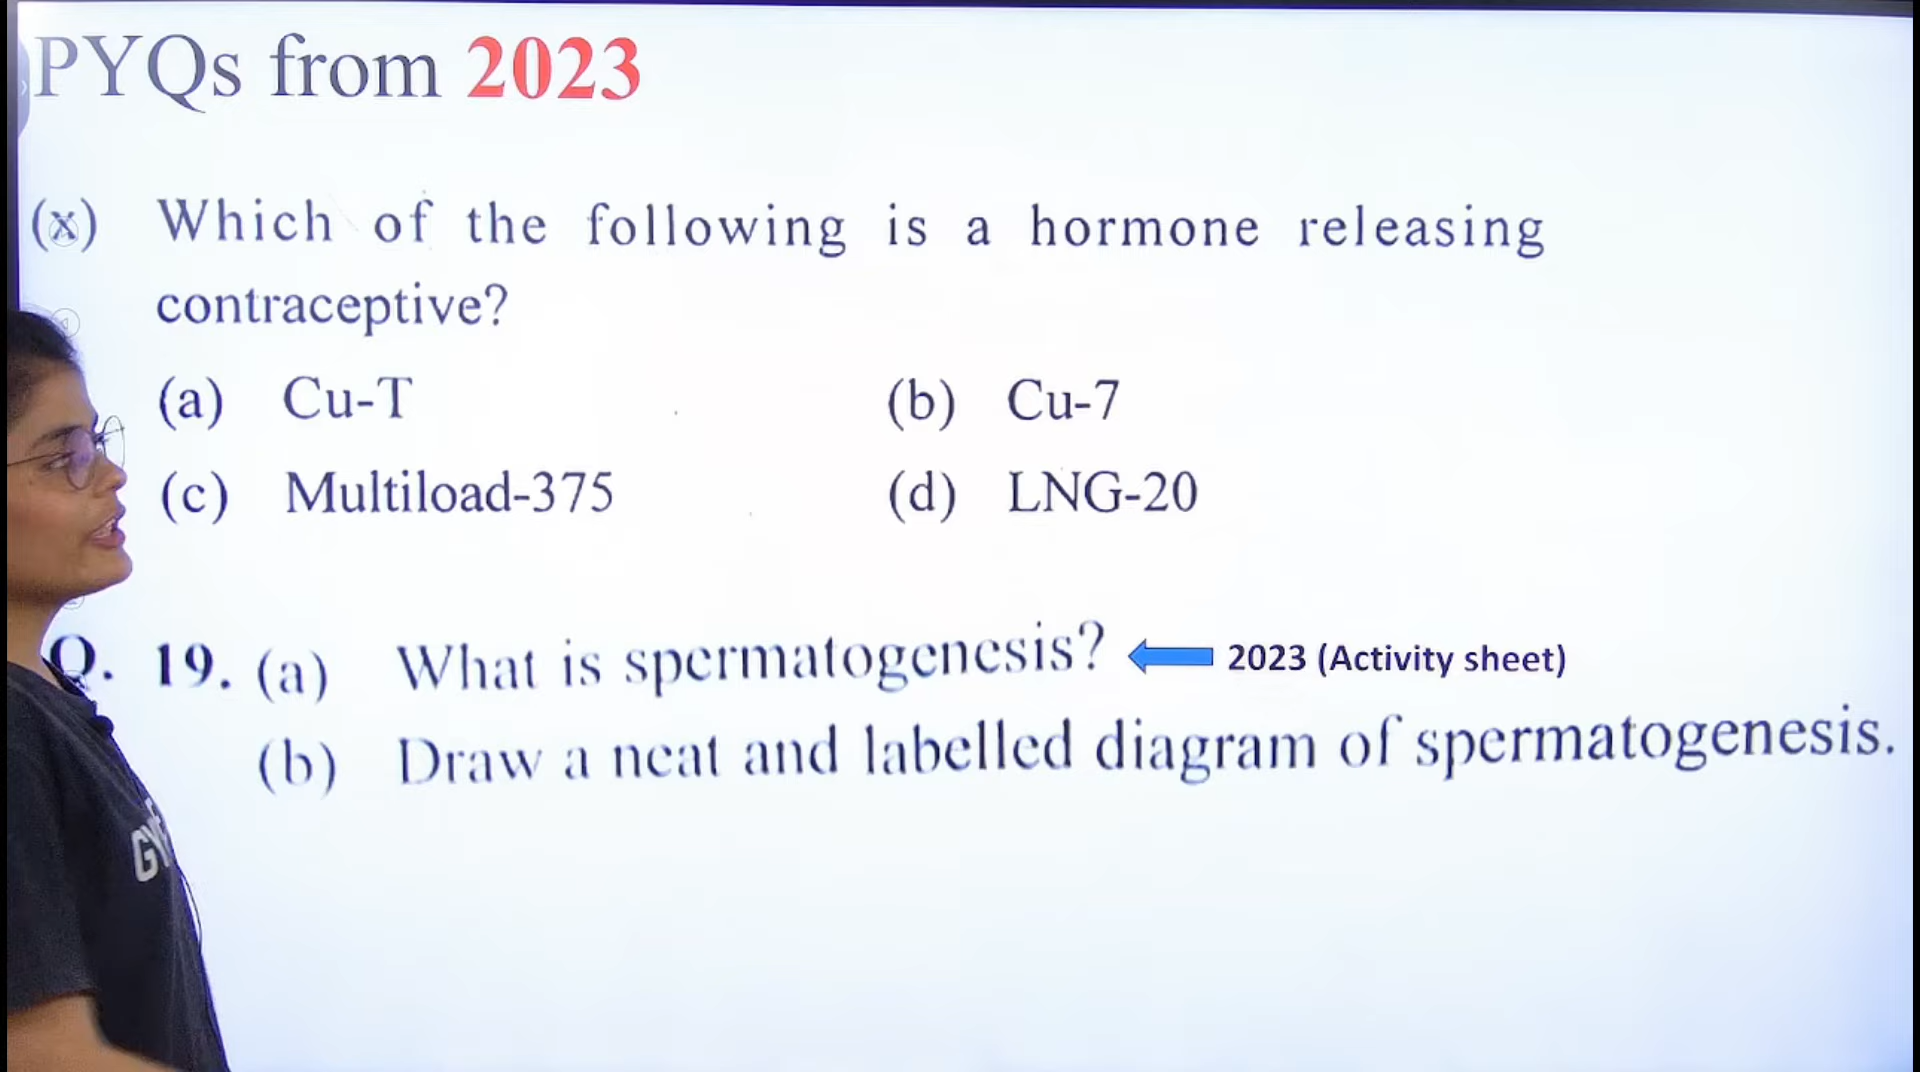 PYQs from 2023
(x) Which of the following is a hormone releasing
contraceptive?
(a) Cu-T (b) Cu-7
(c) Multiload-375 (d) LNG-20
Q. 19. (a) What is spermatogenesis? 2023 (Activity sheet)
(b) Draw a neat and labelled diagram of spermatogenesis.